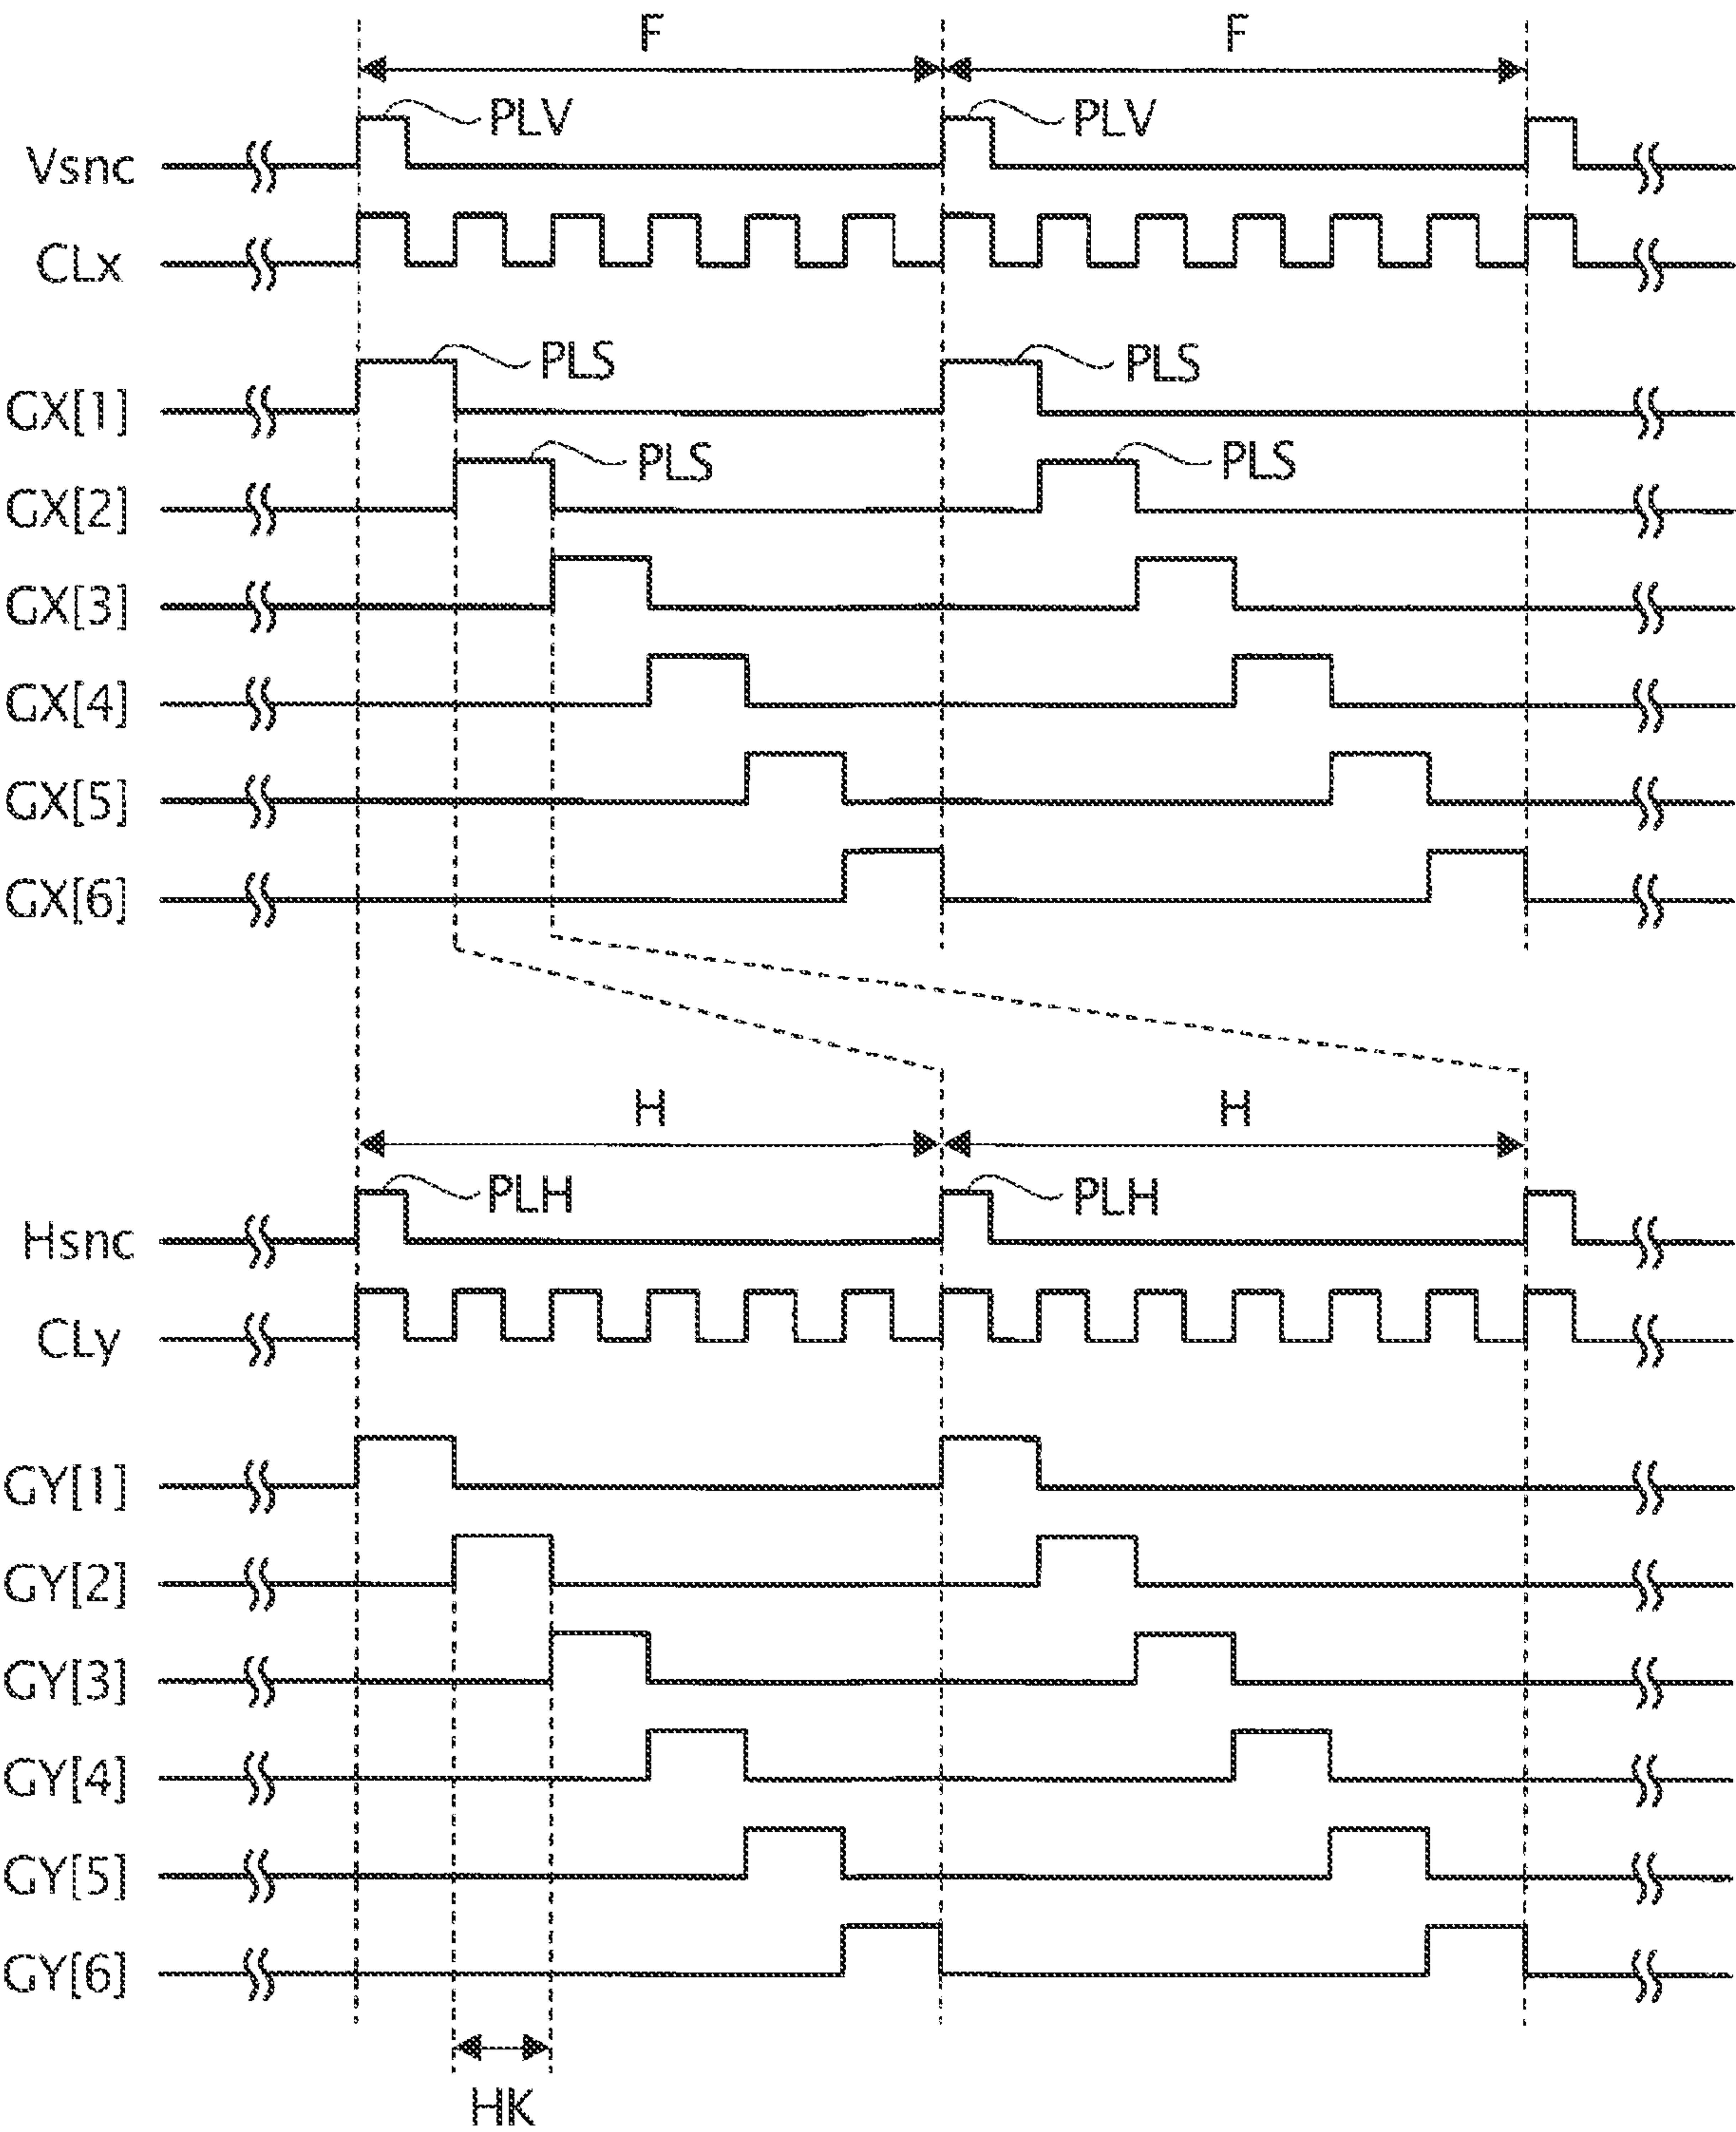 F F
PLV PLV
Vsnc
CLx
PLS PLS
GX[1]
PLS PLS
GX[2]
GX[3]
GX[4]
GX[5]
GX[6]
H H
PLH PLH
Hsnc
CLy
GY[1]
GY[2]
GY[3]
GY[4]
GY[5]
GY[6]
HK